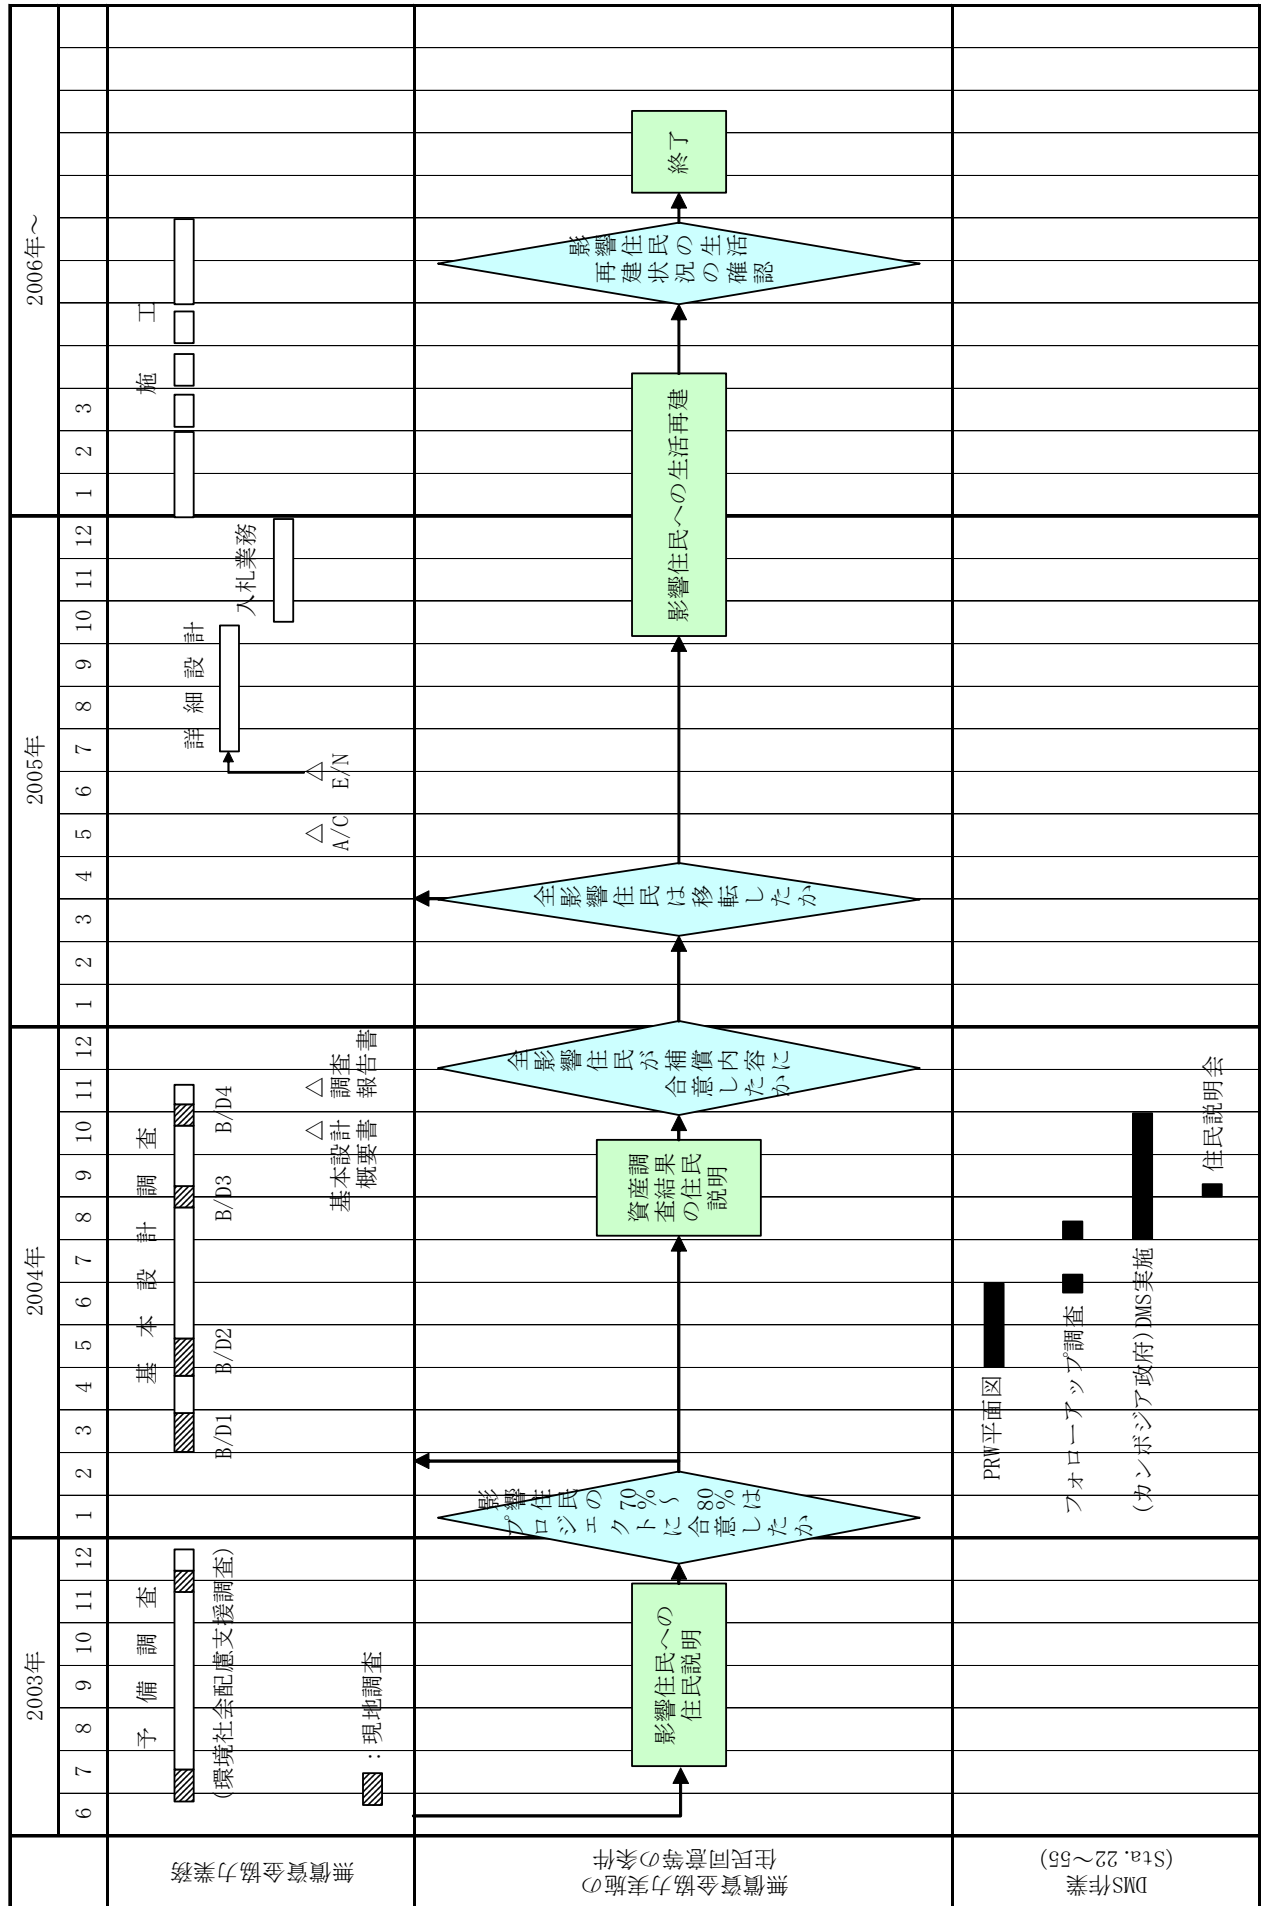 2003年
2004年
2005年
2006年～
6 7 8 9 10 11 12 1 2 3 4 5 6 7 8 9 10 11 12 1 2 3 4 5 6 7 8 9 10 11 12 1 2 3
無償資金協力業務
予備調査
(環境社会配慮支援調査)
：現地調査
基本設計調査
B/D1
B/D2
B/D3
B/D4
△
基本設計
概要書
△
調査
報告書
△
A/C
△
E/N
詳細設計
入札業務
施工
無償資金協力実施の
住民同意等の条件
影響住民への
住民説明
影響住民の70%～80%は
プロジェクトに合意したか
資産調
査結果
の住民
説明
全影響住民が補償内容に
合意したか
全影響住民は移転したか
影響住民への生活再建
影響住民の生活
再建状況の確認
終了
DMS作業
(Sta.22～55)
PRW平面図
フォローアップ調査
(カンボジア政府)DMS実施
住民説明会